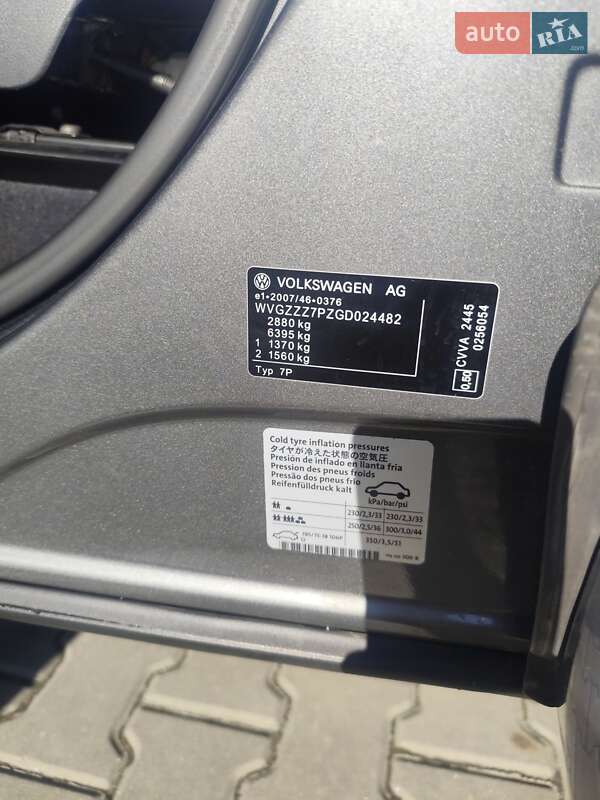 auto RIA.com
VOLKSWAGEN AG
e1*2007/46*0376
WVGZZZ7PZGD024482
2880 kg
6395 kg
1 1370 kg
2 1560 kg
Typ 7P
0,50
CVVA 2445
0256054
Cold tyre inflation pressures
タイヤが冷えた状態の空気圧
Presión de inflado en llanta fría
Pression des pneus froids
Pressão dos pneus frio
Reifenfülldruck kalt
kPa/bar/psi
230/2,3/33 230/2,3/33
250/2,5/36 300/3,0/44
350/3,5/51